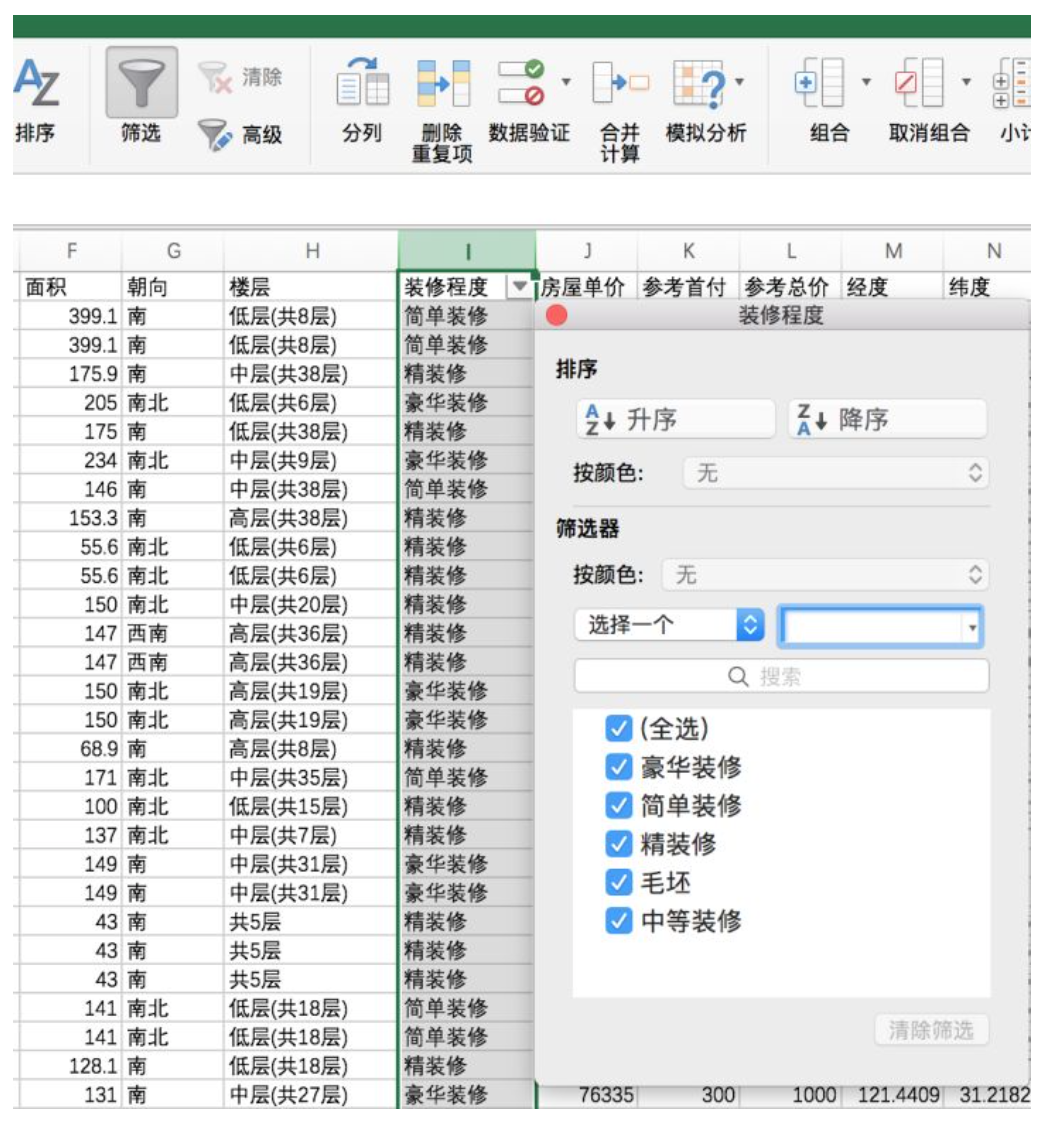 排序
筛选
清除
高级
分列
删除
重复项
数据验证
合并
计算
模拟分析
组合
取消组合
F G H I J K L M N
面积 朝向 楼层 装修程度 房屋单价 参考首付 参考总价 经度 纬度
399.1 南 低层(共8层) 简单装修
399.1 南 低层(共8层) 简单装修
175.9 南 中层(共38层) 精装修
205 南北 低层(共6层) 豪华装修
175 南 低层(共38层) 精装修
234 南北 中层(共9层) 豪华装修
146 南 中层(共38层) 简单装修
153.3 南 高层(共38层) 精装修
55.6 南北 低层(共6层) 精装修
55.6 南北 低层(共6层) 精装修
150 南北 中层(共20层) 精装修
147 西南 高层(共36层) 精装修
147 西南 高层(共36层) 精装修
150 南北 高层(共19层) 豪华装修
150 南北 高层(共19层) 豪华装修
68.9 南 高层(共8层) 精装修
171 南北 中层(共35层) 简单装修
100 南北 低层(共15层) 精装修
137 南北 中层(共7层) 精装修
149 南 中层(共31层) 豪华装修
149 南 中层(共31层) 豪华装修
43 南 共5层 精装修
43 南 共5层 精装修
43 南 共5层 精装修
141 南北 低层(共18层) 简单装修
141 南北 低层(共18层) 简单装修
128.1 南 低层(共18层) 精装修
131 南 中层(共27层) 豪华装修 76335 300 1000 121.4409 31.2182
装修程度
排序
升序 降序
按颜色: 无
筛选器
按颜色: 无
选择一个
搜索
(全选)
豪华装修
简单装修
精装修
毛坯
中等装修
清除筛选